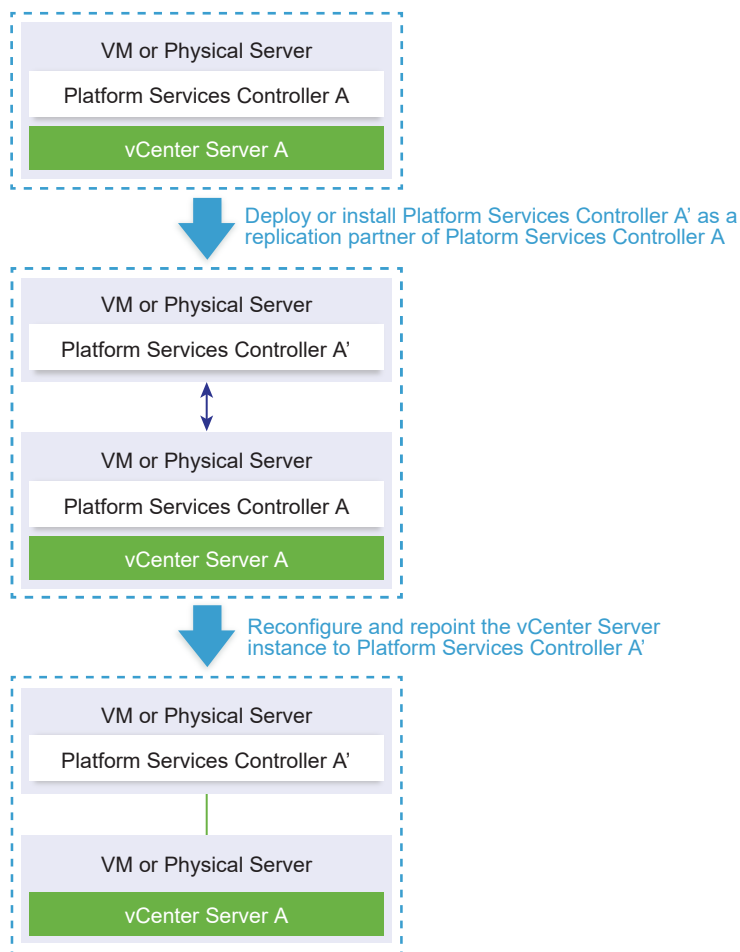 VM or Physical Server
Platform Services Controller A
vCenter Server A
Deploy or install Platform Services Controller A’ as a
replication partner of Platorm Services Controller A
VM or Physical Server
Platform Services Controller A’
VM or Physical Server
Platform Services Controller A
vCenter Server A
Reconfigure and repoint the vCenter Server
instance to Platform Services Controller A’
VM or Physical Server
Platform Services Controller A’
VM or Physical Server
vCenter Server A